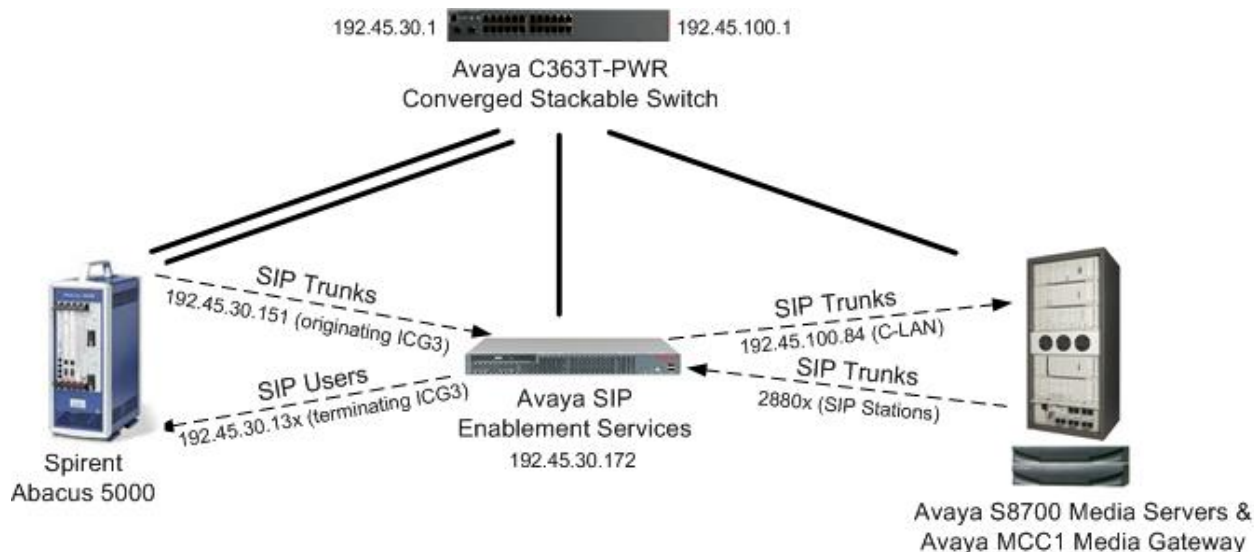 192.45.30.1
192.45.100.1
Avaya C363T-PWR
Converged Stackable Switch
SIP Trunks
192.45.30.151 (originating ICG3)
SIP Trunks
192.45.100.84 (C-LAN)
SIP Users
192.45.30.13x (terminating ICG3)
SIP Trunks
2880x (SIP Stations)
Avaya SIP
Enablement Services
192.45.30.172
Spirent
Abacus 5000
Avaya S8700 Media Servers &
Avaya MCC1 Media Gateway